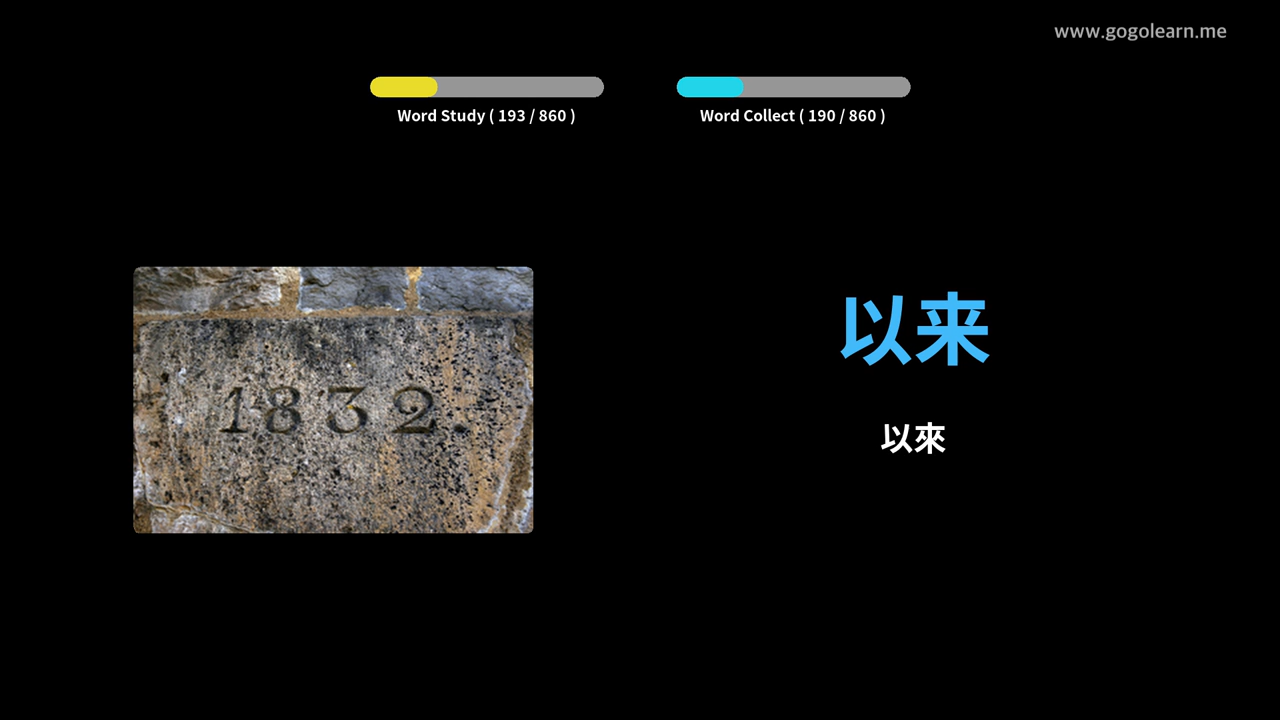 www.gogolearn.me
Word Study ( 193 / 860 )
Word Collect ( 190 / 860 )
1832.
以来
以來